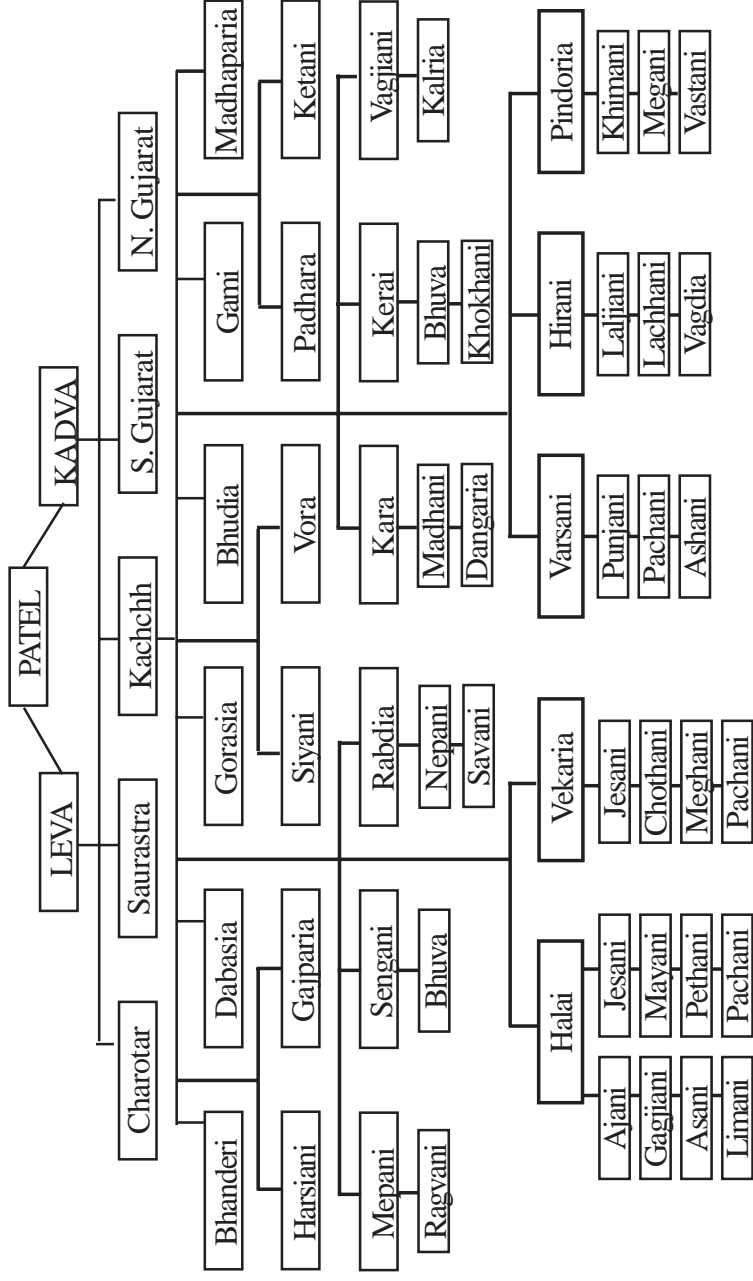 PATEL
LEVA
KADVA
Charotar
Saurastra
Kachchh
S. Gujarat
N. Gujarat
Bhanderi
Dabasia
Gorasia
Bhudia
Gami
Madhaparia
Harsiani
Gajparia
Siyani
Vora
Padhara
Ketani
Mepani
Sengani
Rabdia
Kara
Kerai
Vagjiani
Ragvani
Bhuva
Nepani
Madhani
Bhuva
Kalria
Savani
Dangaria
Khokhani
Halai
Vekaria
Varsani
Hirani
Pindoria
Ajani
Jesani
Jesani
Punjani
Laljiani
Khimani
Gagjiani
Mayani
Chothani
Pachani
Lachhani
Megani
Asani
Pethani
Meghani
Ashani
Vagdia
Vastani
Limani
Pachani
Pachani